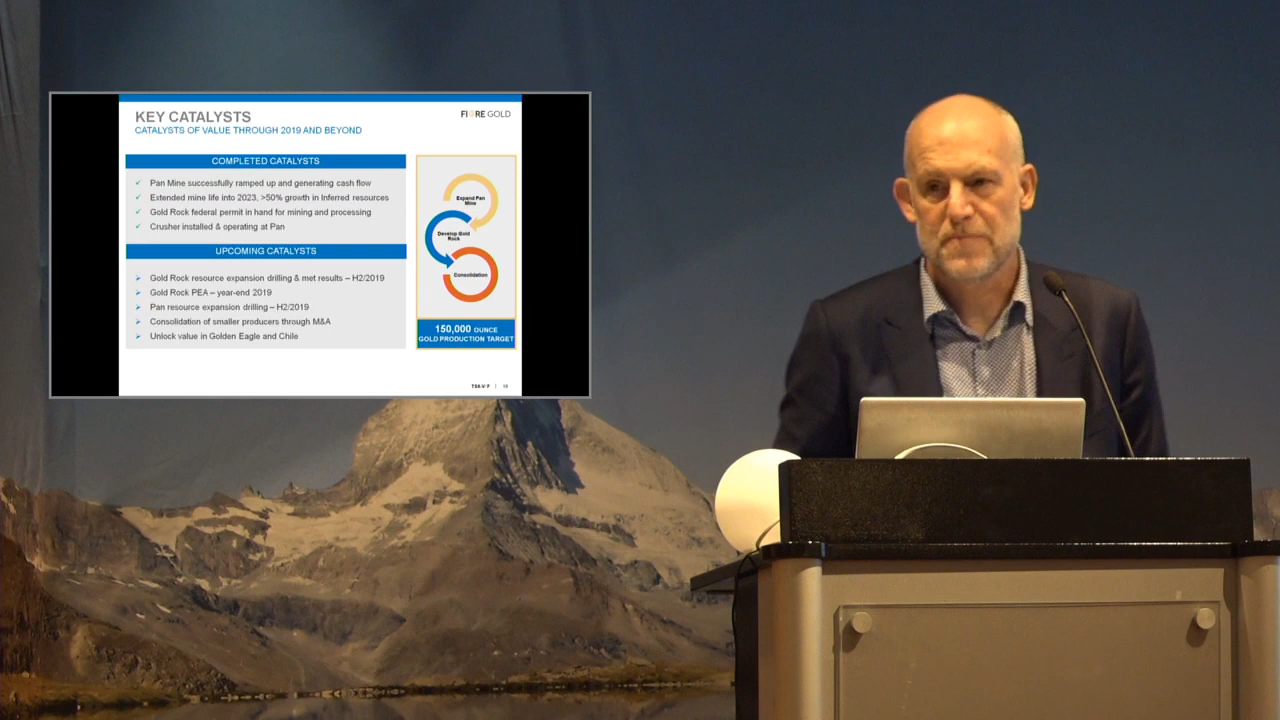 KEY CATALYSTS
CATALYSTS OF VALUE THROUGH 2019 AND BEYOND
FIORE GOLD
COMPLETED CATALYSTS
✓ Pan Mine successfully ramped up and generating cash flow
✓ Extended mine life into 2023, >50% growth in Inferred resources
✓ Gold Rock federal permit in hand for mining and processing
✓ Crusher installed & operating at Pan
UPCOMING CATALYSTS
➢ Gold Rock resource expansion drilling & met results – H2/2019
➢ Gold Rock PEA – year-end 2019
➢ Pan resource expansion drilling – H2/2019
➢ Consolidation of smaller producers through M&A
➢ Unlock value in Golden Eagle and Chile
Expand Pan
Mine
Develop Gold
Rock
Consolidation
150,000 OUNCE
GOLD PRODUCTION TARGET
TSX-V: F |